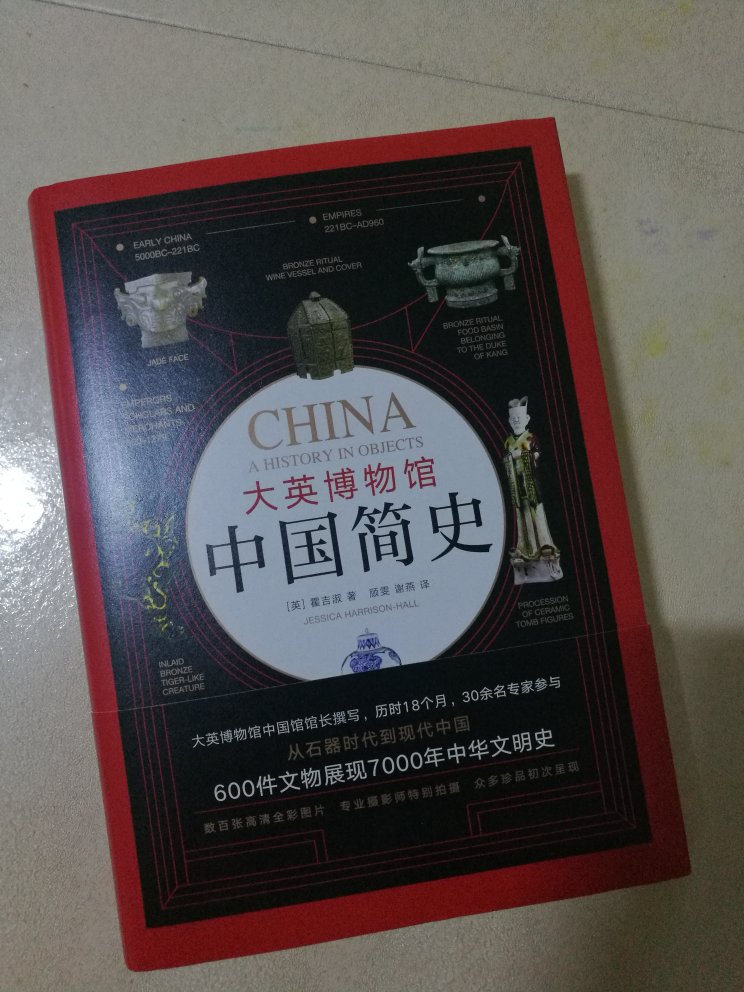 EARLY CHINA
5000BC–221BC
EMPIRES
221BC–AD960
BRONZE RITUAL
WINE VESSEL AND COVER
JADE FACE
BRONZE RITUAL
FOOD BASIN
BELONGING
TO THE DUKE
OF KANG
EMPERORS
SCHOLARS AND
MERCHANTS
CHINA
A HISTORY IN OBJECTS
大英博物馆
中国简史
[英] 霍吉淑 著 顾雯 谢燕 译
JESSICA HARRISON-HALL
PROCESSION
OF CERAMIC
TOMB FIGURES
INLAID
BRONZE
TIGER-LIKE
CREATURE
大英博物馆中国馆馆长撰写，历时18个月，30余名专家参与
从石器时代到现代中国
600件文物展现7000年中华文明史
数百张高清全彩图片 专业摄影师特别拍摄 众多珍品初次呈现